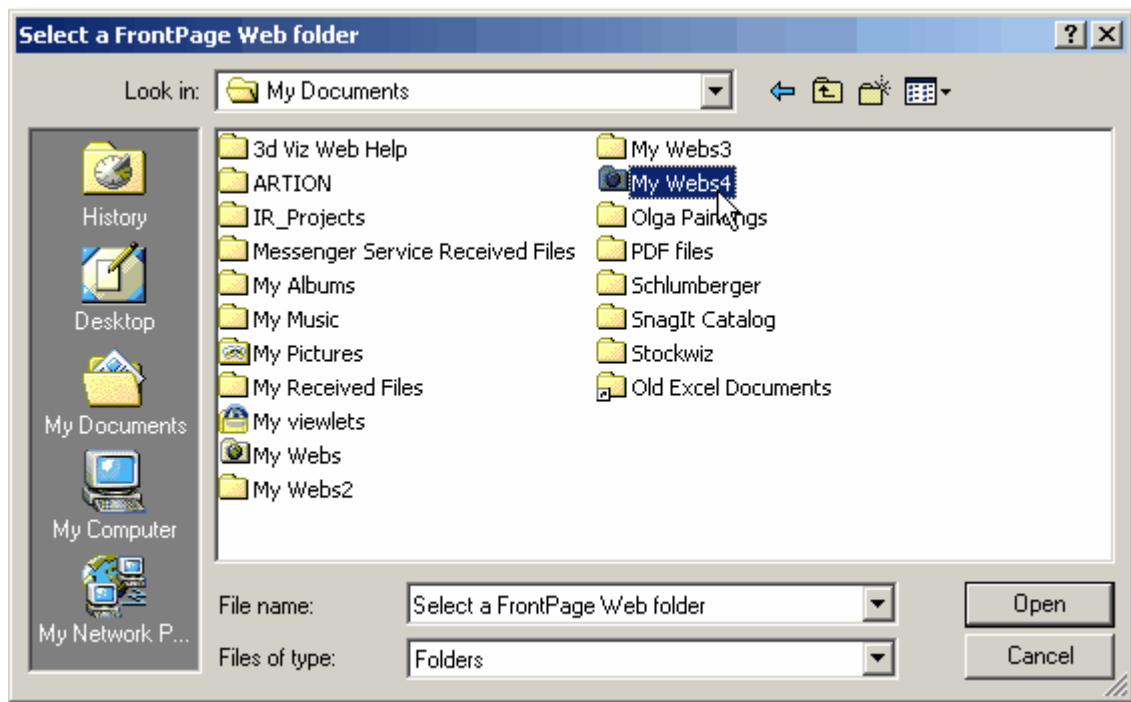 Select a FrontPage Web folder
Look in: My Documents
History
Desktop
My Documents
My Computer
My Network P...
3d Viz Web Help
ARTION
IR_Projects
Messenger Service Received Files
My Albums
My Music
My Pictures
My Received Files
My viewlets
My Webs
My Webs2
My Webs3
My Webs4
Olga Paintings
PDF files
Schlumberger
SnagIt Catalog
Stockwiz
Old Excel Documents
File name: Select a FrontPage Web folder Open
Files of type: Folders Cancel